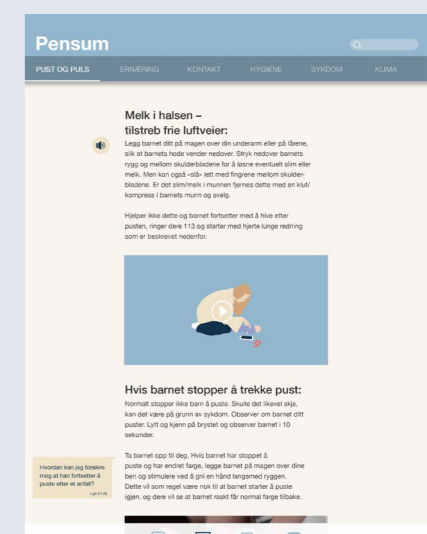 Pensum
PUST OG PULS
ERNÆRING
KONTAKT
HYGIENE
SYKDOM
KLIMA
Melk i halsen –
tilstreb frie luftveier:
Legg barnet ditt på magen over din underarm eller på lårene,
slik at barnets hode vender nedover. Stryk nedover barnets
rygg og mellom skulderbladene for å løsne eventuelt slim eller
melk. Men kan også «slå» lett med fingrene mellom skulder-
bladene. Er det slim/melk i munnen fjernes dette med en klut/
kompress i barnets munn og svelg.
Hjelper ikke dette og barnet fortsetter med å hive etter
pusten, ringer dere 113 og starter med hjerte lunge redning
som er beskrevet nedenfor.
Hvis barnet stopper å trekke pust:
Normalt stopper ikke barn å puste. Skulle det likevel skje,
kan det være på grunn av sykdom. Observer om barnet ditt
puster. Lytt og kjenn på brystet og observer barnet i 10
sekunder.
Ta barnet opp til deg. Hvis barnet har stoppet å
puste og har endret farge, legge barnet på magen over dine
ben og stimulere ved å gni en hånd langsmed ryggen.
Dette vil som regel være nok til at barnet starter å puste
igjen, og dere vil se at barnet raskt får normal farge tilbake.
Hvordan kan jeg forsikre
meg at han fortsetter å
puste etter et anfall?